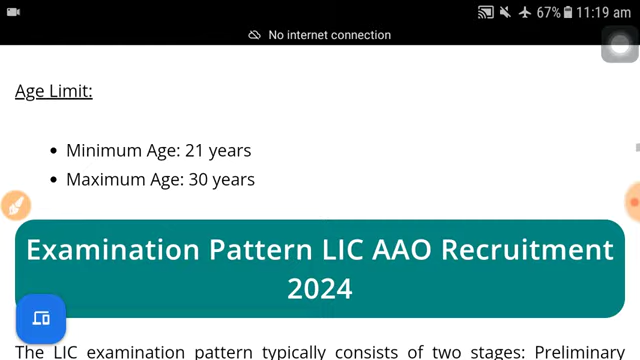 67% 11:19 am
No internet connection
Age Limit:
• Minimum Age: 21 years
• Maximum Age: 30 years
Examination Pattern LIC AAO Recruitment
2024
The LIC examination pattern typically consists of two stages: Preliminary